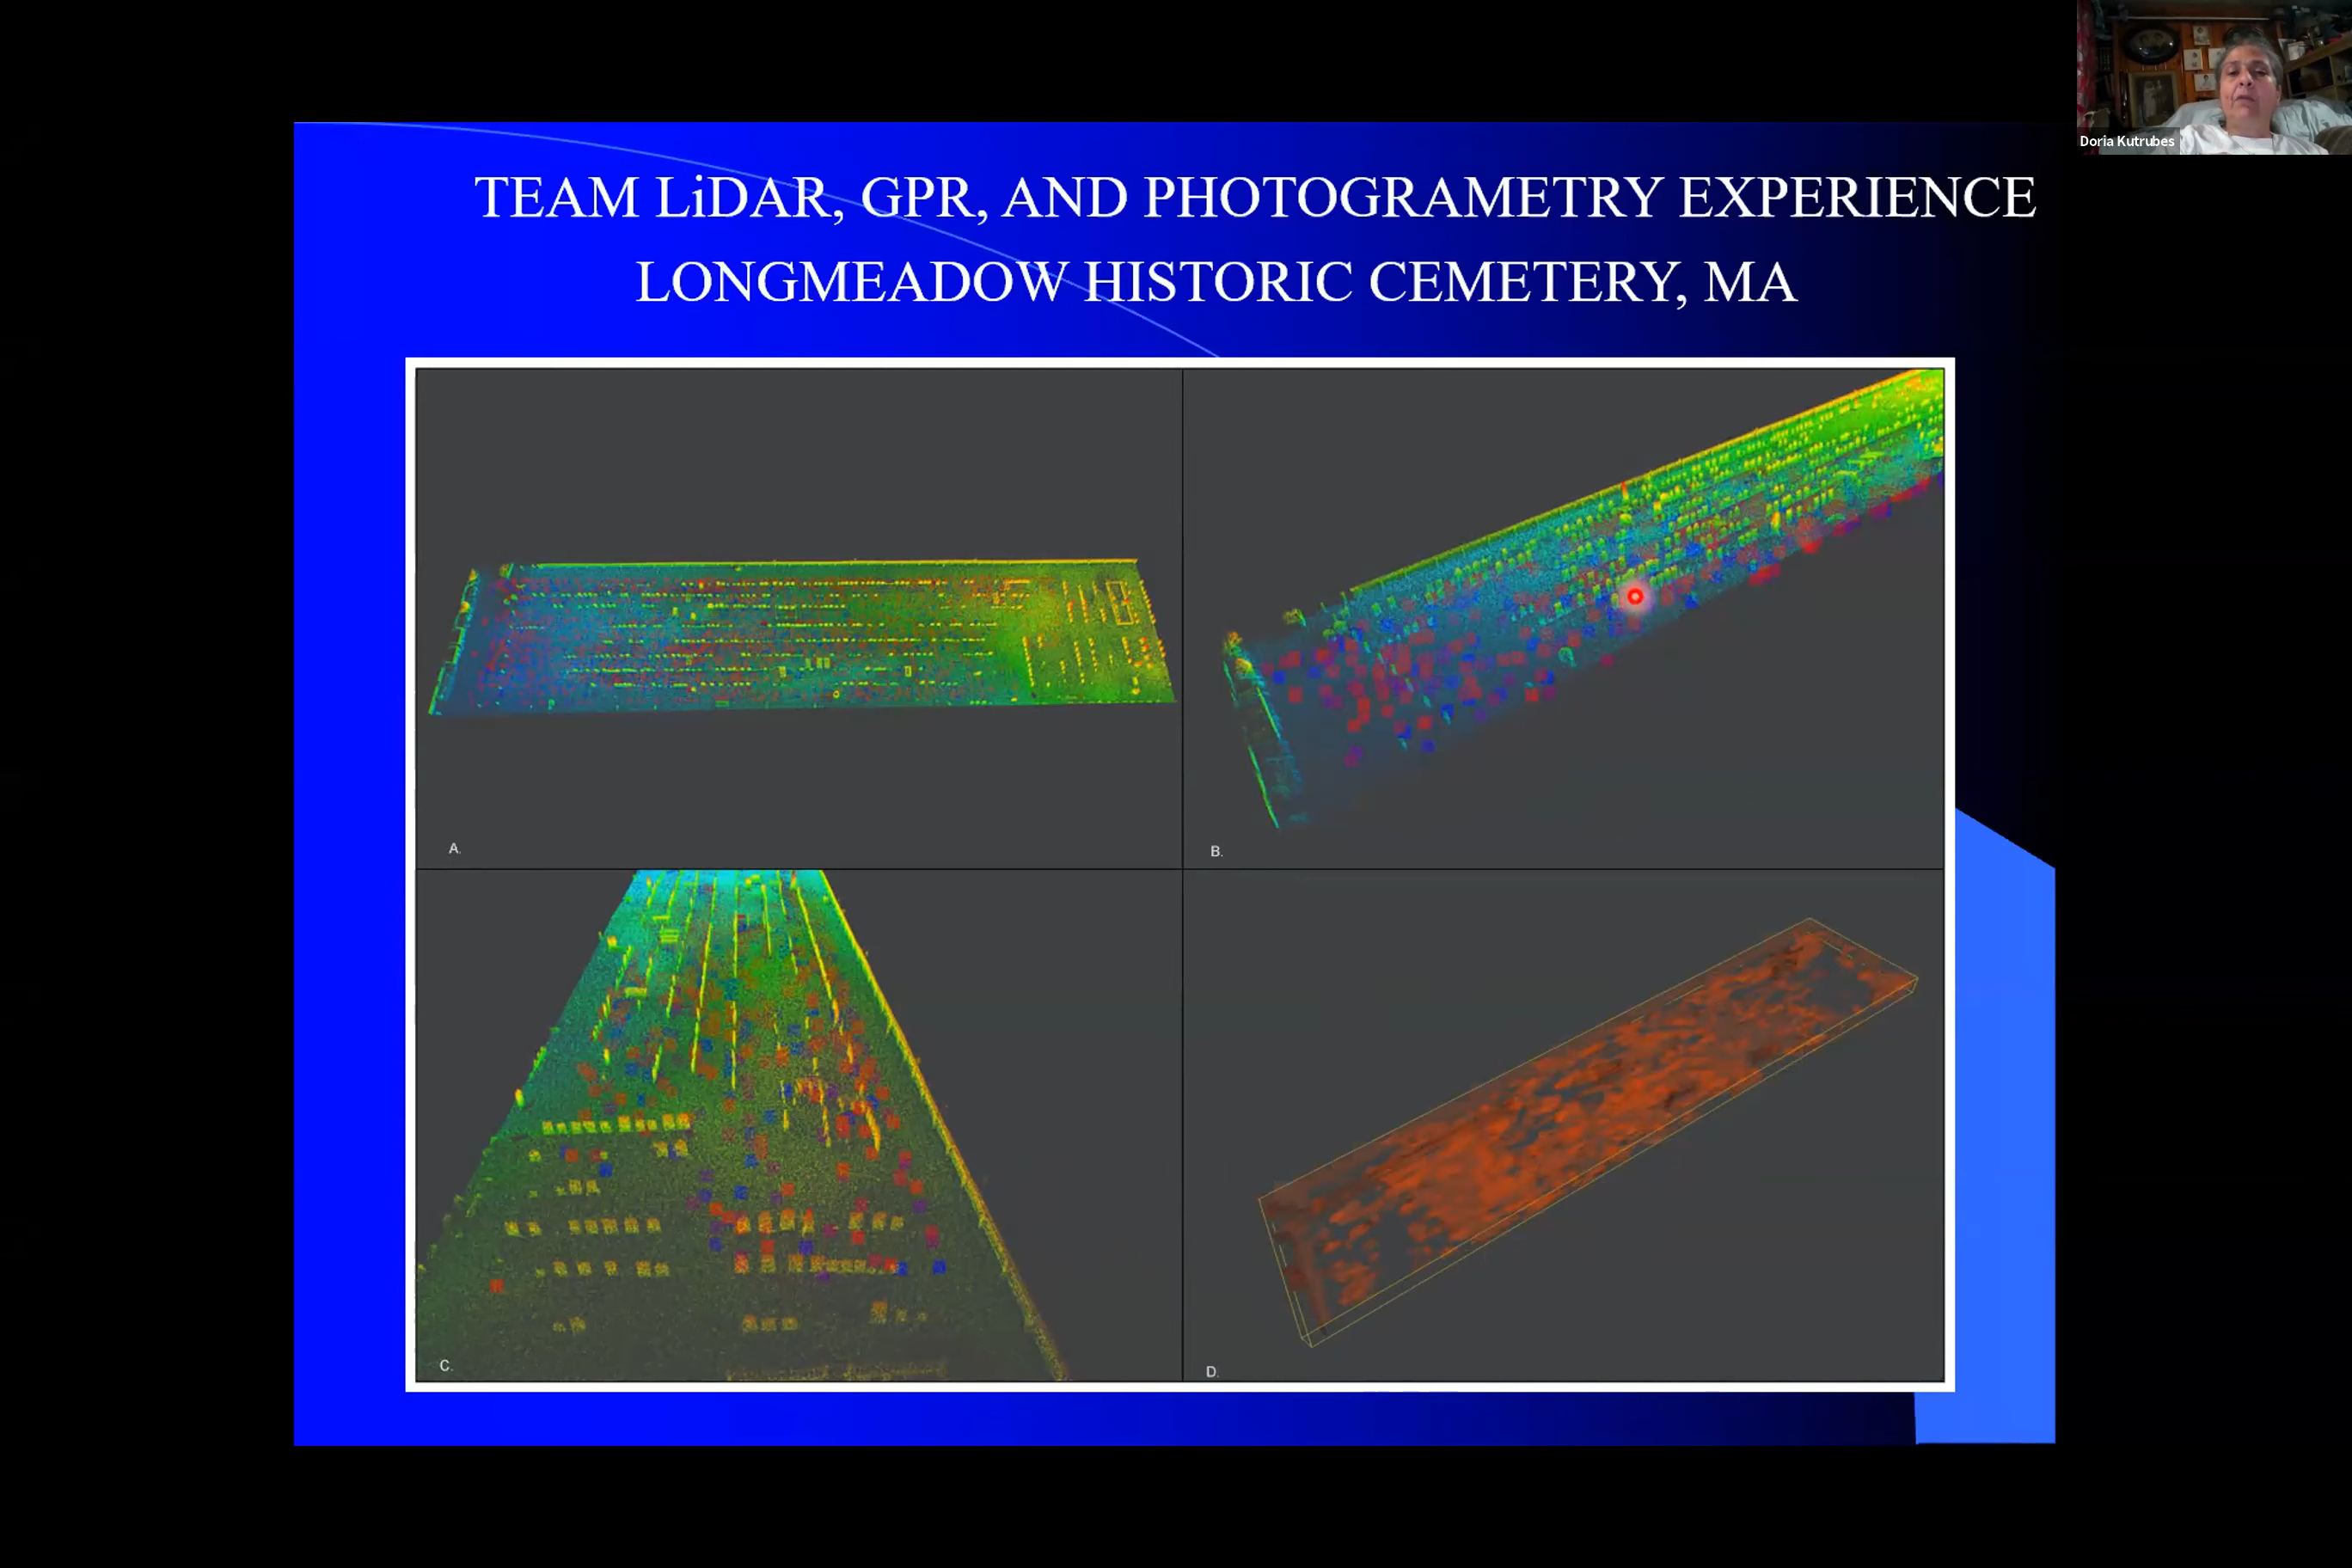 Doria Kutrubes
TEAM LiDAR, GPR, AND PHOTOGRAMETRY EXPERIENCE
LONGMEADOW HISTORIC CEMETERY, MA
A.
B.
C.
D.